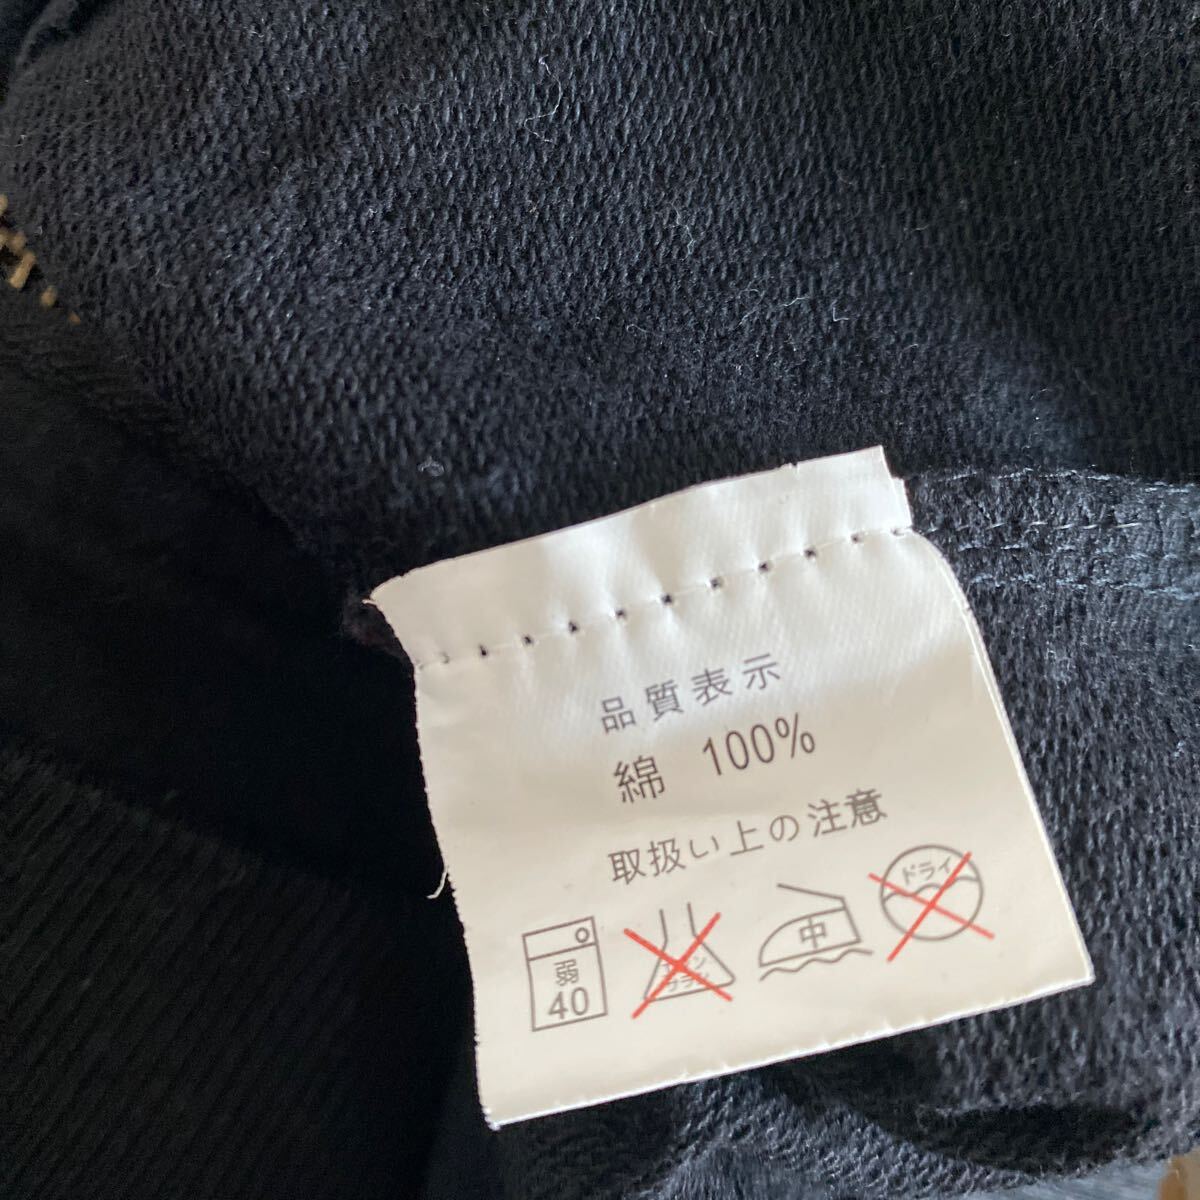 品質表示
綿 100%
取扱い上の注意
弱 40
中
ドライ